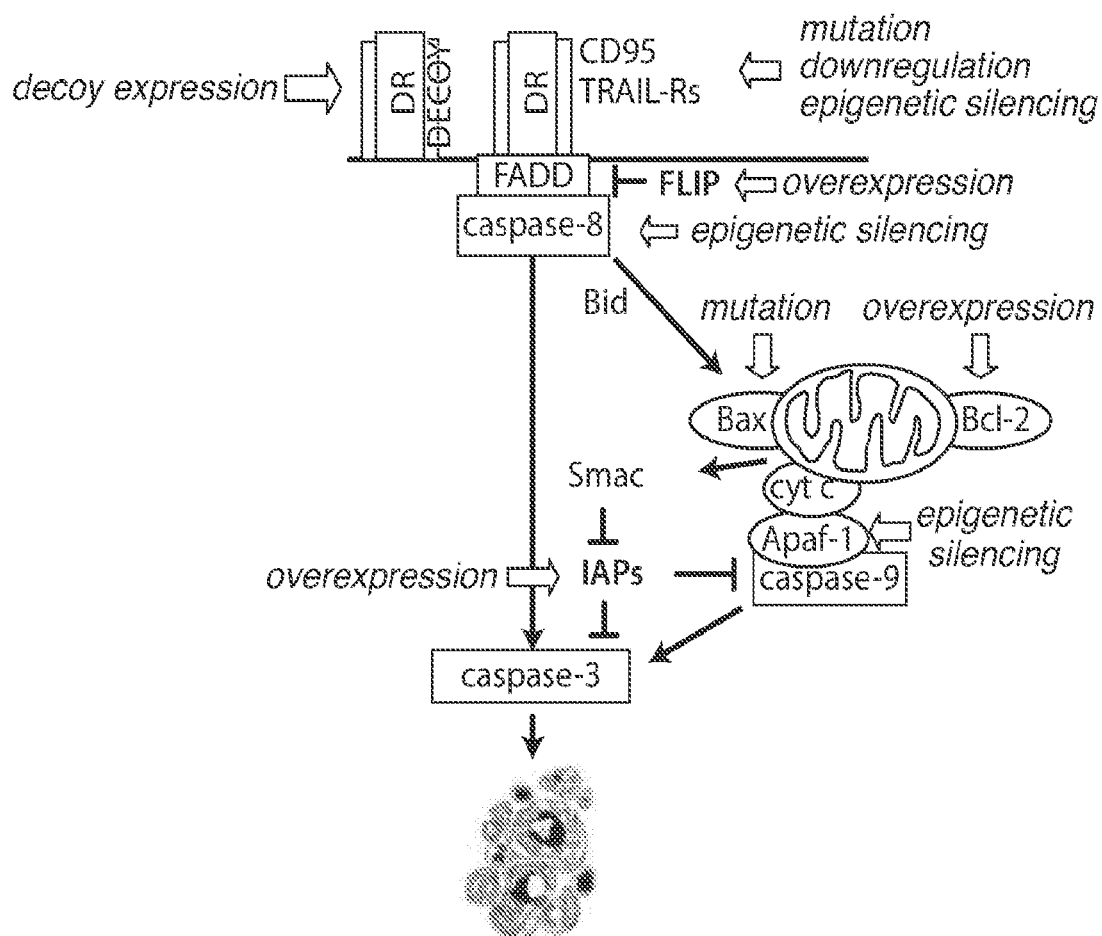 decoy expression
DR
DECOY
DR
CD95
TRAIL-Rs
mutation
downregulation
epigenetic silencing
FADD
FLIP
overexpression
caspase-8
epigenetic silencing
Bid
mutation
overexpression
Bax
Bcl-2
Smac
cyt c
Apaf-1
epigenetic
silencing
overexpression
IAPs
caspase-9
caspase-3